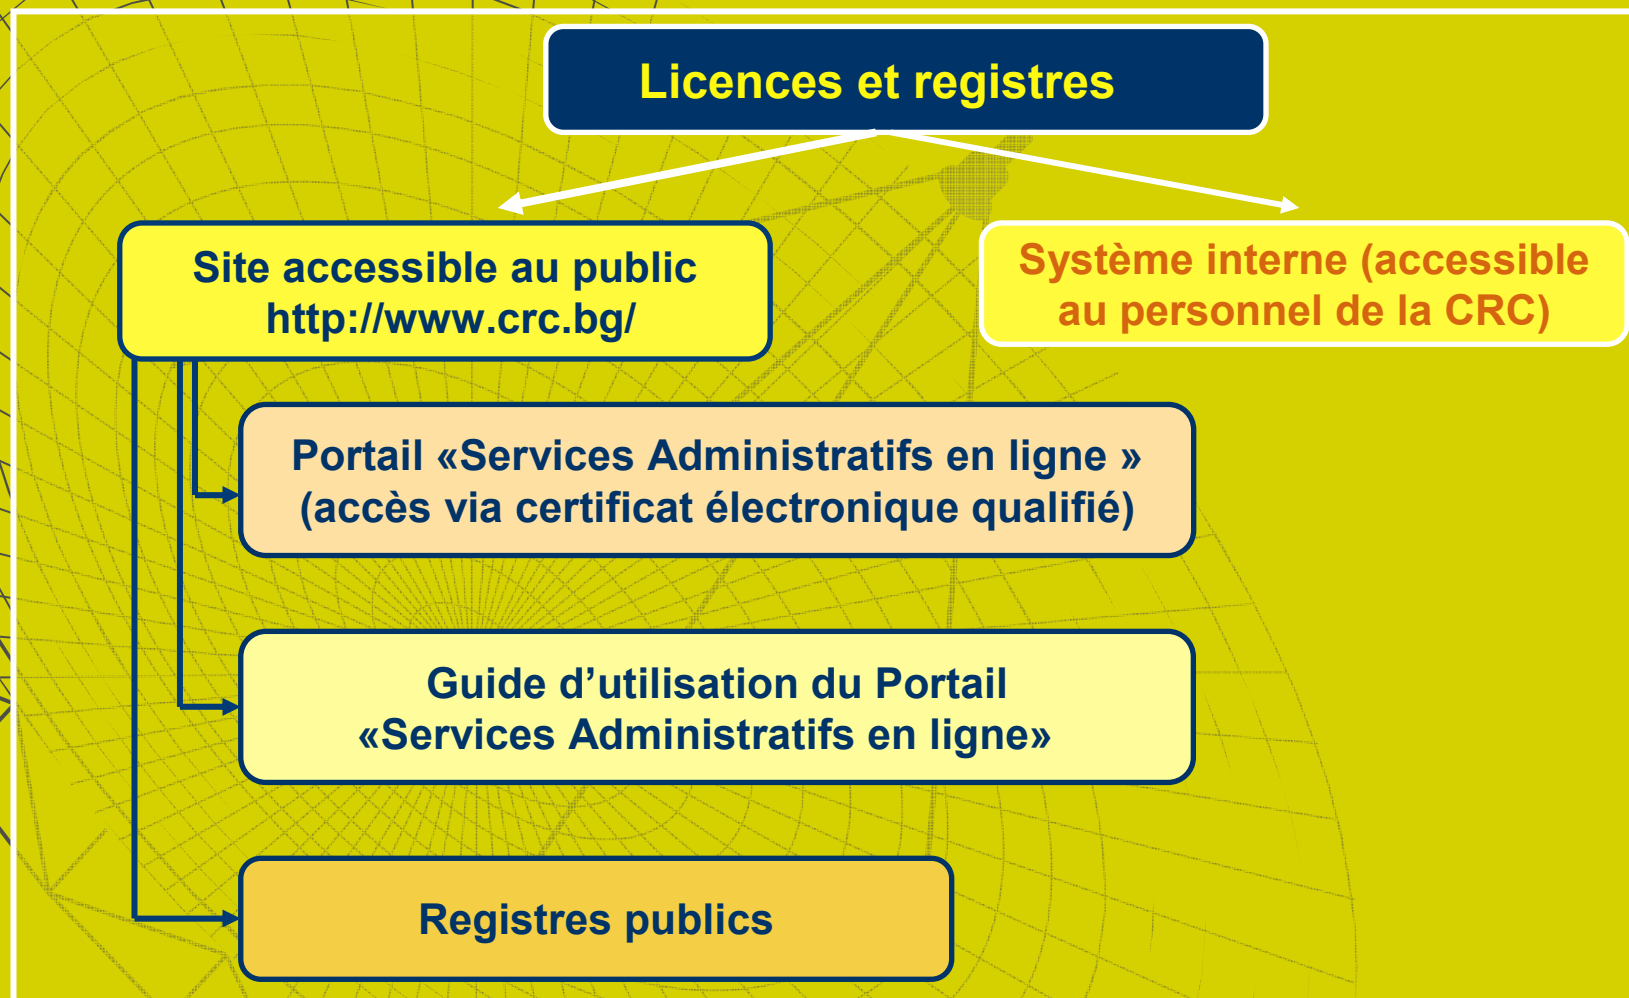 Licences et registres
Site accessible au public
http://www.crc.bg/
Système interne (accessible
au personnel de la CRC)
Portail «Services Administratifs en ligne »
(accès via certificat électronique qualifié)
Guide d’utilisation du Portail
«Services Administratifs en ligne»
Registres publics